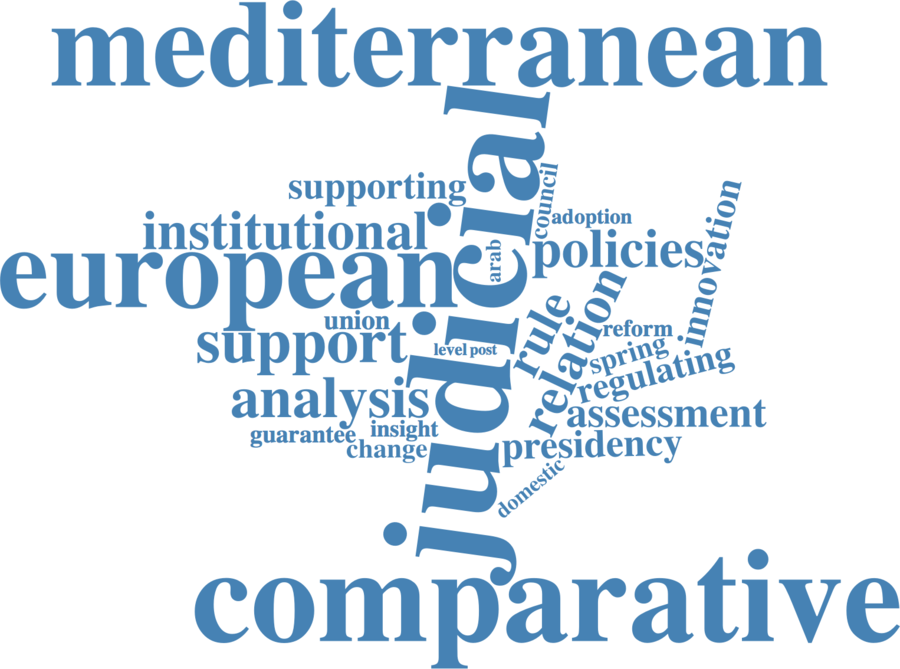 mediterranean
judicial
supporting
council
adoption
innovation
institutional
policies
arab
european
union
rule
relation
reform
support
level post
spring
regulating
analysis
assessment
insight
guarantee
change
presidency
domestic
comparative